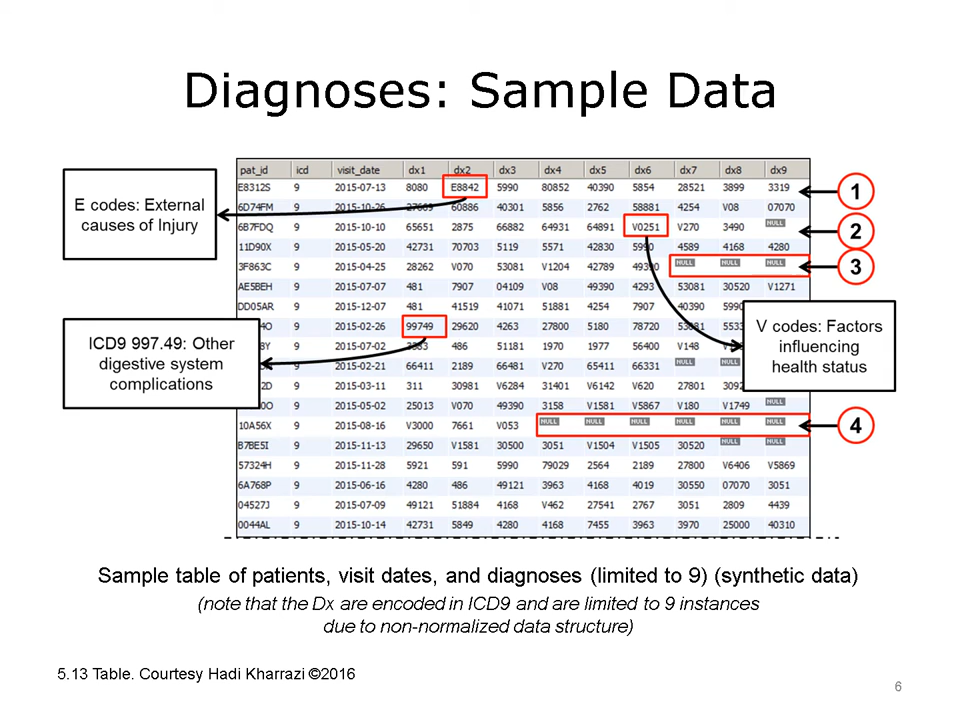 Diagnoses: Sample Data
pat_id icd visit_date dx1 dx2 dx3 dx4 dx5 dx6 dx7 dx8 dx9
E8312S 9 2015-07-13 8080 E8842 5990 80852 40390 5854 28521 3899 3319
6D74FM 9 2015-10-26 27669 60886 40301 5856 2762 58881 4254 V08 07070
6B7FDQ 9 2015-10-10 65651 2875 66882 64931 64891 V0251 V270 3490 NULL
11D90X 9 2015-05-20 42731 70703 5119 5571 42830 5990 4589 4168 4280
3F863C 9 2015-04-25 28262 V070 53081 V1204 42789 49390 NULL NULL NULL
AE5BEH 9 2015-07-07 481 7907 04109 V08 49390 4293 53081 30520 V1271
DD05AR 9 2015-12-07 481 41519 41071 51881 4254 7907 40390
9 2015-02-26 99749 29620 4263 27800 5180 78720
9 2015-07-02 486 51181 1970 1977 56400 V148
9 2015-02-21 66411 2189 66481 V270 65411 66331 NULL NULL
9 2015-03-11 311 30981 V6284 31401 V6142 V620 27801
9 2015-05-02 25013 V070 49390 3158 V1581 V5867 V180 V1749 NULL
10A56X 9 2015-08-16 V3000 7661 V053 NULL NULL NULL NULL NULL NULL
B7BE5I 9 2015-11-13 29650 V1581 30500 3051 V1504 V1505 30520 NULL NULL
57324H 9 2015-11-28 5921 591 5990 79029 2564 2189 27800 V6406 V5869
6A768P 9 2015-06-16 4280 486 49121 3963 4168 4019 30550 07070 3051
04527J 9 2015-07-09 49121 51884 4168 V462 27541 2767 3051 2809 4439
0044AL 9 2015-10-14 42731 5849 4280 4168 7455 3963 3970 25000 40310
E codes: External
causes of Injury
ICD9 997.49: Other
digestive system
complications
V codes: Factors
influencing
health status
1
2
3
4
Sample table of patients, visit dates, and diagnoses (limited to 9) (synthetic data)
(note that the Dx are encoded in ICD9 and are limited to 9 instances
due to non-normalized data structure)
5.13 Table. Courtesy Hadi Kharrazi ©2016
6